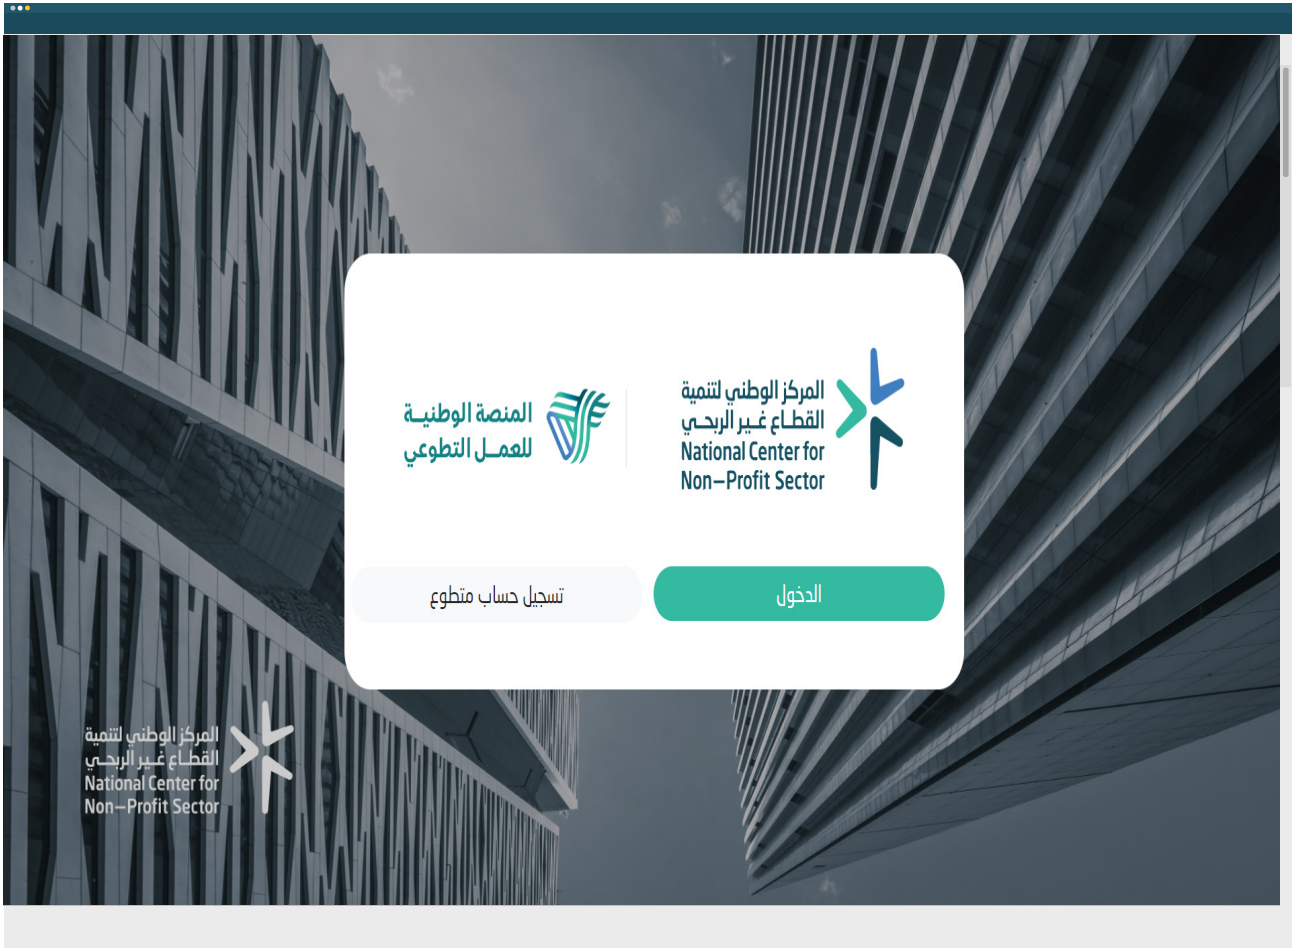 المركز الوطني لتنمية
القطاع غير الربحي
National Center for
Non–Profit Sector
المنصة الوطنية
للعمل التطوعي
الدخول
تسجيل حساب متطوع
المركز الوطني لتنمية
القطاع غير الربحي
National Center for
Non–Profit Sector